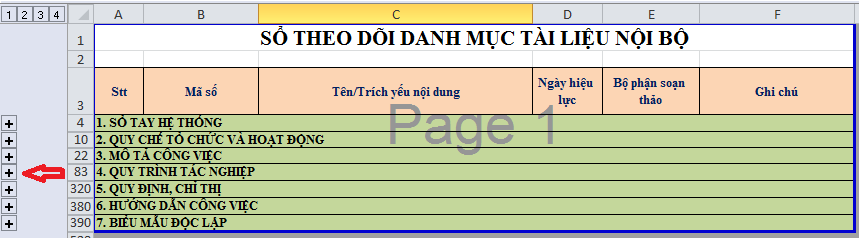 1 2 3 4
A B C D E F
1 SỔ THEO DÕI DANH MỤC TÀI LIỆU NỘI BỘ
2
3 Stt Mã số Tên/Trích yếu nội dung Ngày hiệu lực Bộ phận soạn thảo Ghi chú
Page 1
4 1. SỔ TAY HỆ THỐNG
10 2. QUY CHẾ TỔ CHỨC VÀ HOẠT ĐỘNG
22 3. MÔ TẢ CÔNG VIỆC
83 4. QUY TRÌNH TÁC NGHIỆP
320 5. QUY ĐỊNH, CHỈ THỊ
380 6. HƯỚNG DẪN CÔNG VIỆC
390 7. BIỂU MẪU ĐỘC LẬP